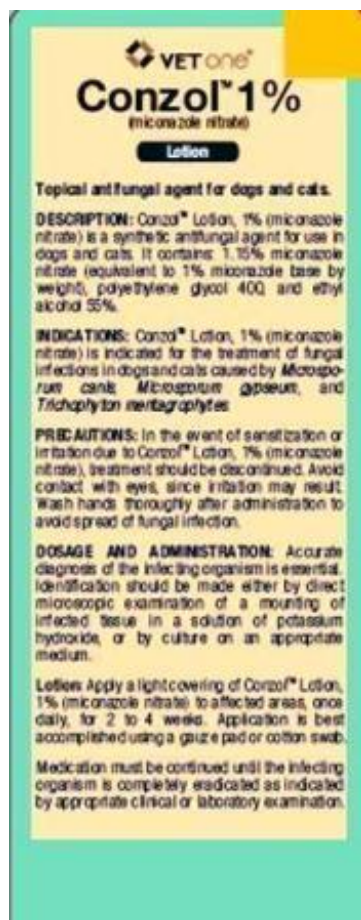 VET one®
Conzol™ 1%
(miconazole nitrate)
Lotion
Topical antifungal agent for dogs and cats.
DESCRIPTION: Conzol™ Lotion, 1% (miconazole
nitrate) is a synthetic antifungal agent for use in
dogs and cats. It contains: 1.15% miconazole
nitrate (equivalent to 1% miconazole base by
weight), polyethylene glycol 400, and ethyl
alcohol 55%.
INDICATIONS: Conzol™ Lotion, 1% (miconazole
nitrate) is indicated for the treatment of fungal
infections in dogs and cats caused by Microspo-
rum canis, Microsporum gypseum, and
Trichophyton mentagrophytes.
PRECAUTIONS: In the event of sensitization or
irritation due to Conzol™ Lotion, 1% (miconazole
nitrate), treatment should be discontinued. Avoid
contact with eyes, since irritation may result.
Wash hands thoroughly after administration to
avoid spread of fungal infection.
DOSAGE AND ADMINISTRATION: Accurate
diagnosis of the infecting organism is essential.
Identification should be made either by direct
microscopic examination of a mounting of
infected tissue in a solution of potassium
hydroxide, or by culture on an appropriate
medium.
Lotion: Apply a light covering of Conzol™ Lotion,
1% (miconazole nitrate) to affected areas, once
daily, for 2 to 4 weeks. Application is best
accomplished using a gauze pad or cotton swab.
Medication must be continued until the infecting
organism is completely eradicated as indicated
by appropriate clinical or laboratory examination.